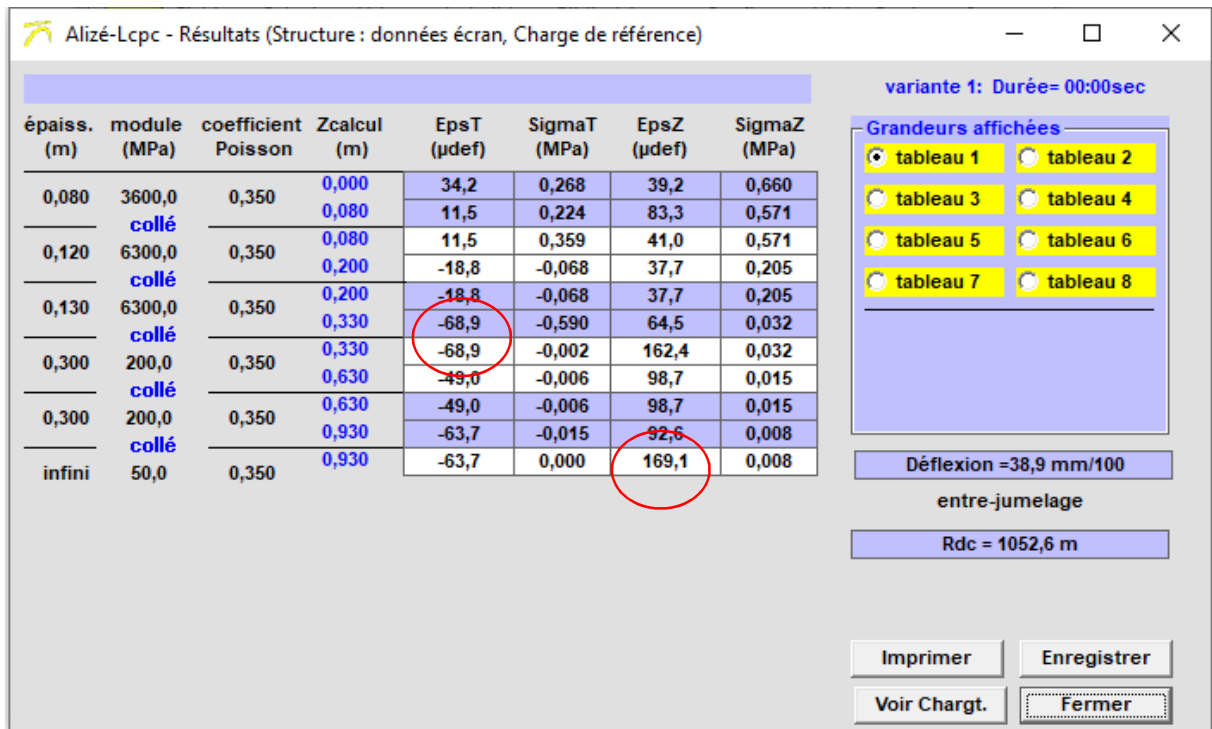 Alizé-Lcpc - Résultats (Structure : données écran, Charge de référence)
variante 1: Durée= 00:00sec
épaiss. module coefficient Zcalcul EpsT SigmaT EpsZ SigmaZ
(m) (MPa) Poisson (m) (µdef) (MPa) (µdef) (MPa)
0,000 34,2 0,268 39,2 0,660
0,080 3600,0 0,350
0,080 11,5 0,224 83,3 0,571
collé
0,080 11,5 0,359 41,0 0,571
0,120 6300,0 0,350
0,200 -18,8 -0,068 37,7 0,205
collé
0,200 -18,8 -0,068 37,7 0,205
0,130 6300,0 0,350
0,330 -68,9 -0,590 64,5 0,032
collé
0,330 -68,9 -0,002 162,4 0,032
0,300 200,0 0,350
0,630 -49,0 -0,006 98,7 0,015
collé
0,630 -49,0 -0,006 98,7 0,015
0,300 200,0 0,350
0,930 -63,7 -0,015 92,6 0,008
collé
0,930 -63,7 0,000 169,1 0,008
infini 50,0 0,350
Grandeurs affichées
tableau 1 tableau 2
tableau 3 tableau 4
tableau 5 tableau 6
tableau 7 tableau 8
Déflexion =38,9 mm/100
entre-jumelage
Rdc = 1052,6 m
Imprimer Enregistrer
Voir Chargt. Fermer